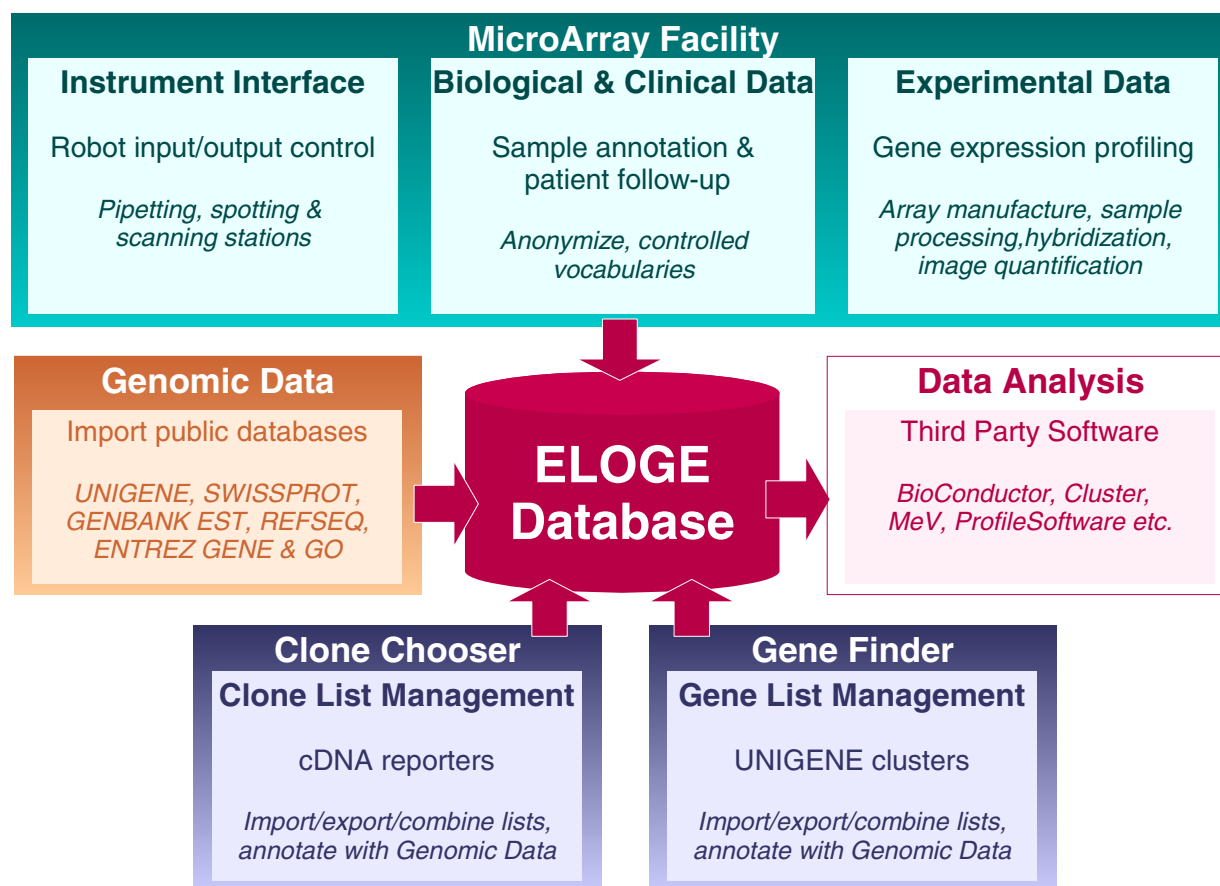 MicroArray Facility
Instrument Interface
Robot input/output control
Pipetting, spotting &
scanning stations
Biological & Clinical Data
Sample annotation &
patient follow-up
Anonymize, controlled
vocabularies
Experimental Data
Gene expression profiling
Array manufacture, sample
processing,hybridization,
image quantification
Genomic Data
Import public databases
UNIGENE, SWISSPROT,
GENBANK EST, REFSEQ,
ENTREZ GENE & GO
ELOGE
Database
Data Analysis
Third Party Software
BioConductor, Cluster,
MeV, ProfileSoftware etc.
Clone Chooser
Clone List Management
cDNA reporters
Import/export/combine lists,
annotate with Genomic Data
Gene Finder
Gene List Management
UNIGENE clusters
Import/export/combine lists,
annotate with Genomic Data